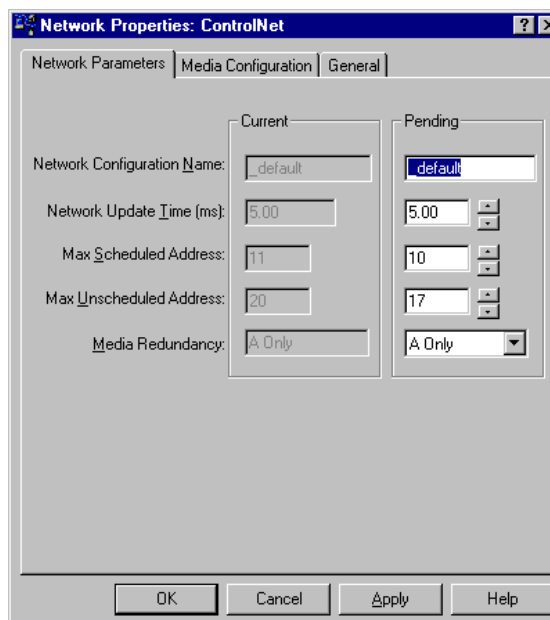 Network Properties: ControlNet
Network Parameters Media Configuration General
Current Pending
Network Configuration Name: _default _default
Network Update Time (ms): 5.00 5.00
Max Scheduled Address: 11 10
Max Unscheduled Address: 20 17
Media Redundancy: A Only A Only
OK Cancel Apply Help